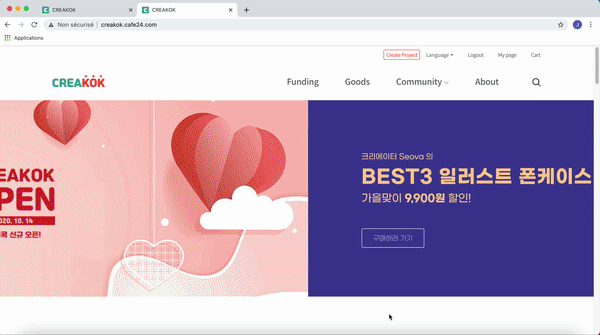 CREAKOK
CREAKOK
Non sécurisé | creakok.cafe24.com
Applications
Create Project
Language
Logout
My page
Cart
CREAKOK
Funding
Goods
Community
About
EAKOK
PEN
2020. 10. 14
신규 오픈!
크리에이터 Seova 의
BEST3 일러스트 폰케이스
가을맞이 9,900원 할인!
구매하러 가기